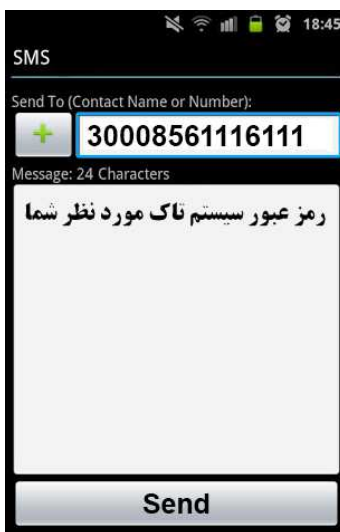 18:45
SMS
Send To (Contact Name or Number):
+ 30008561116111
Message: 24 Characters
رمز عبور سیستم تاک مورد نظر شما
Send